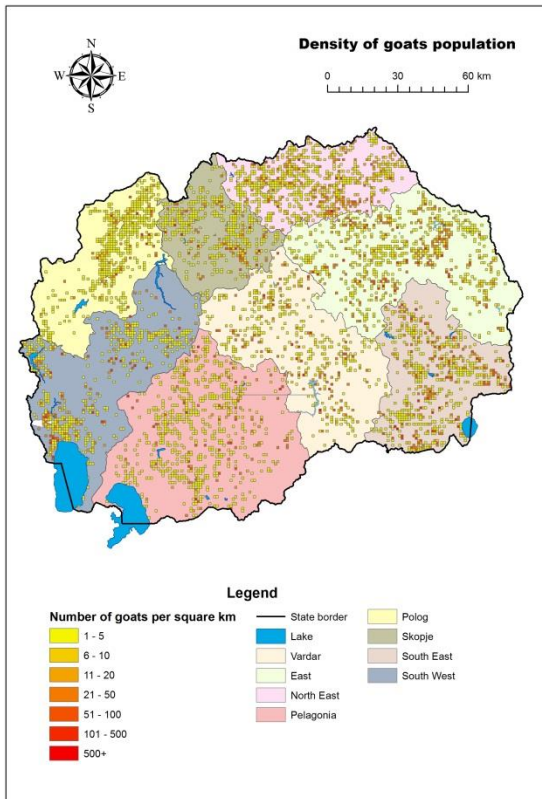 Density of goats population
N
W E
S
0 30 60 km
Legend
Number of goats per square km
1 - 5
6 - 10
11 - 20
21 - 50
51 - 100
101 - 500
500+
State border
Lake
Vardar
East
North East
Pelagonia
Polog
Skopje
South East
South West